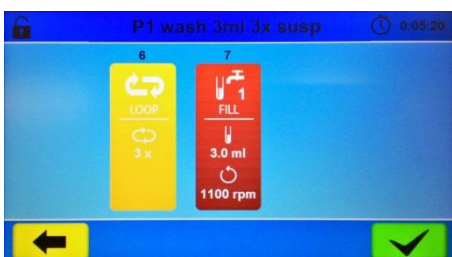 P1 wash 3ml 3x susp
0:05:20
6
7
LOOP
3 x
1
FILL
3.0 ml
1100 rpm